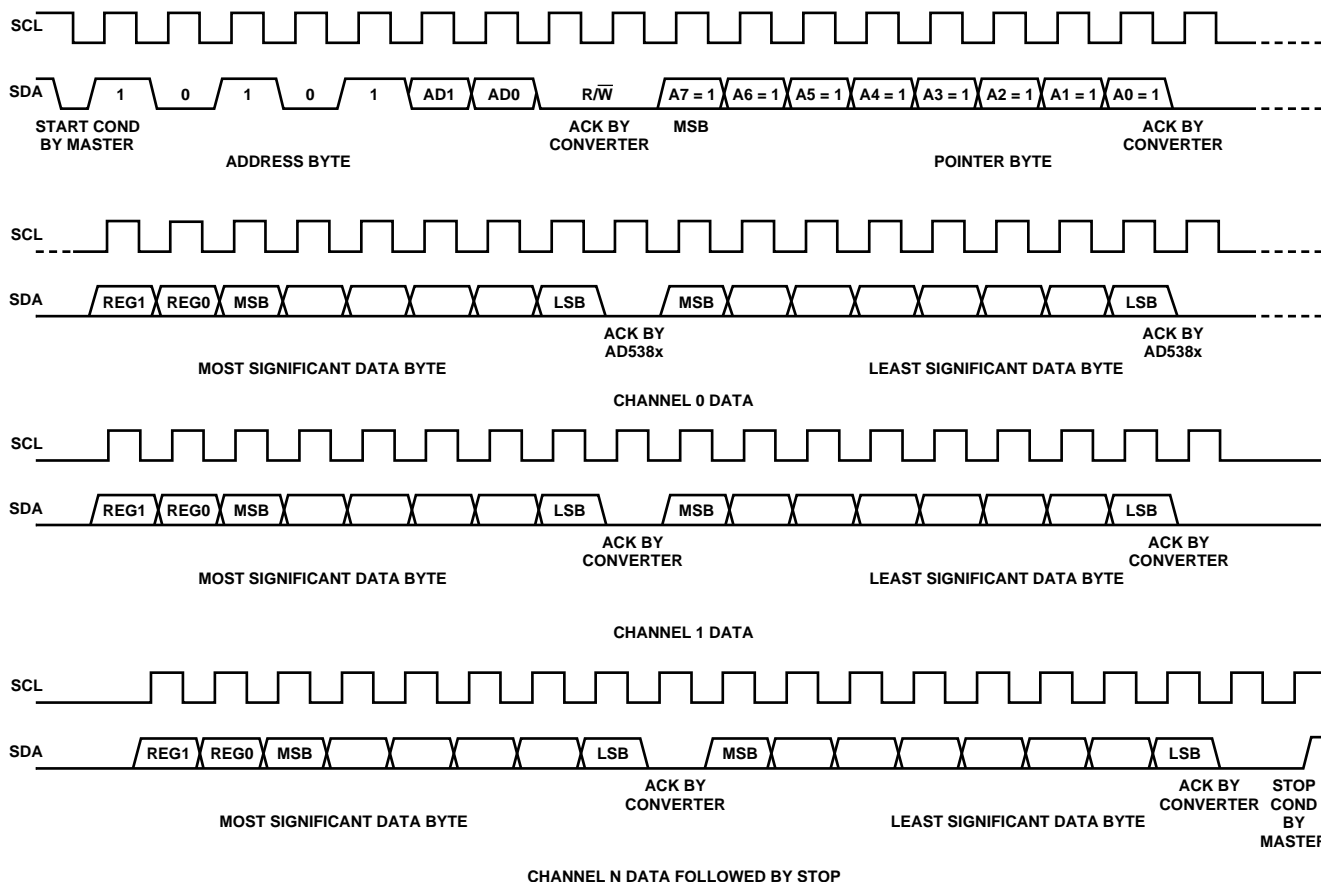 SCL
SDA 1 0 1 0 1 AD1 AD0 R/W̅ A7 = 1 A6 = 1 A5 = 1 A4 = 1 A3 = 1 A2 = 1 A1 = 1 A0 = 1
START COND BY MASTER
ACK BY CONVERTER
MSB
ACK BY CONVERTER
ADDRESS BYTE
POINTER BYTE
SCL
SDA REG1 REG0 MSB LSB MSB LSB
ACK BY AD538x
ACK BY AD538x
MOST SIGNIFICANT DATA BYTE
LEAST SIGNIFICANT DATA BYTE
CHANNEL 0 DATA
SCL
SDA REG1 REG0 MSB LSB MSB LSB
ACK BY CONVERTER
ACK BY CONVERTER
MOST SIGNIFICANT DATA BYTE
LEAST SIGNIFICANT DATA BYTE
CHANNEL 1 DATA
SCL
SDA REG1 REG0 MSB LSB MSB LSB
ACK BY CONVERTER
ACK BY CONVERTER
STOP COND BY MASTER
MOST SIGNIFICANT DATA BYTE
LEAST SIGNIFICANT DATA BYTE
CHANNEL N DATA FOLLOWED BY STOP